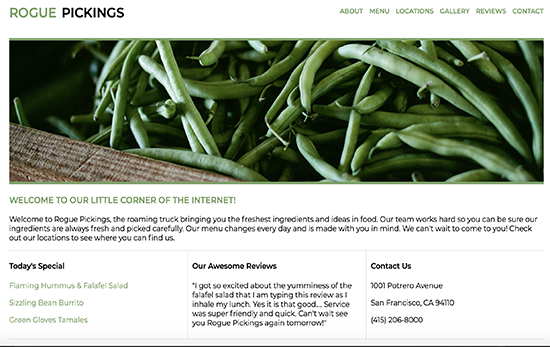 ROGUE PICKINGS
ABOUT MENU LOCATIONS GALLERY REVIEWS CONTACT
WELCOME TO OUR LITTLE CORNER OF THE INTERNET!
Welcome to Rogue Pickings, the roaming truck bringing you the freshest ingredients and ideas in food. Our team works hard so you can be sure our
ingredients are always fresh and picked carefully. Our menu changes every day and is made with you in mind. We can't wait to come to you! Check
out our locations to see where you can find us.
Today's Special
Flaming Hummus & Falafel Salad
Sizzling Bean Burrito
Green Gloves Tamales
Our Awesome Reviews
"I got so excited about the yumminess of the
falafel salad that I am typing this review as I
inhale my lunch. Yes it is that good.... Service
was super friendly and quick. Can't wait see
you Rogue Pickings again tomorrow!"
Contact Us
1001 Potrero Avenue
San Francisco, CA 94110
(415) 206-8000